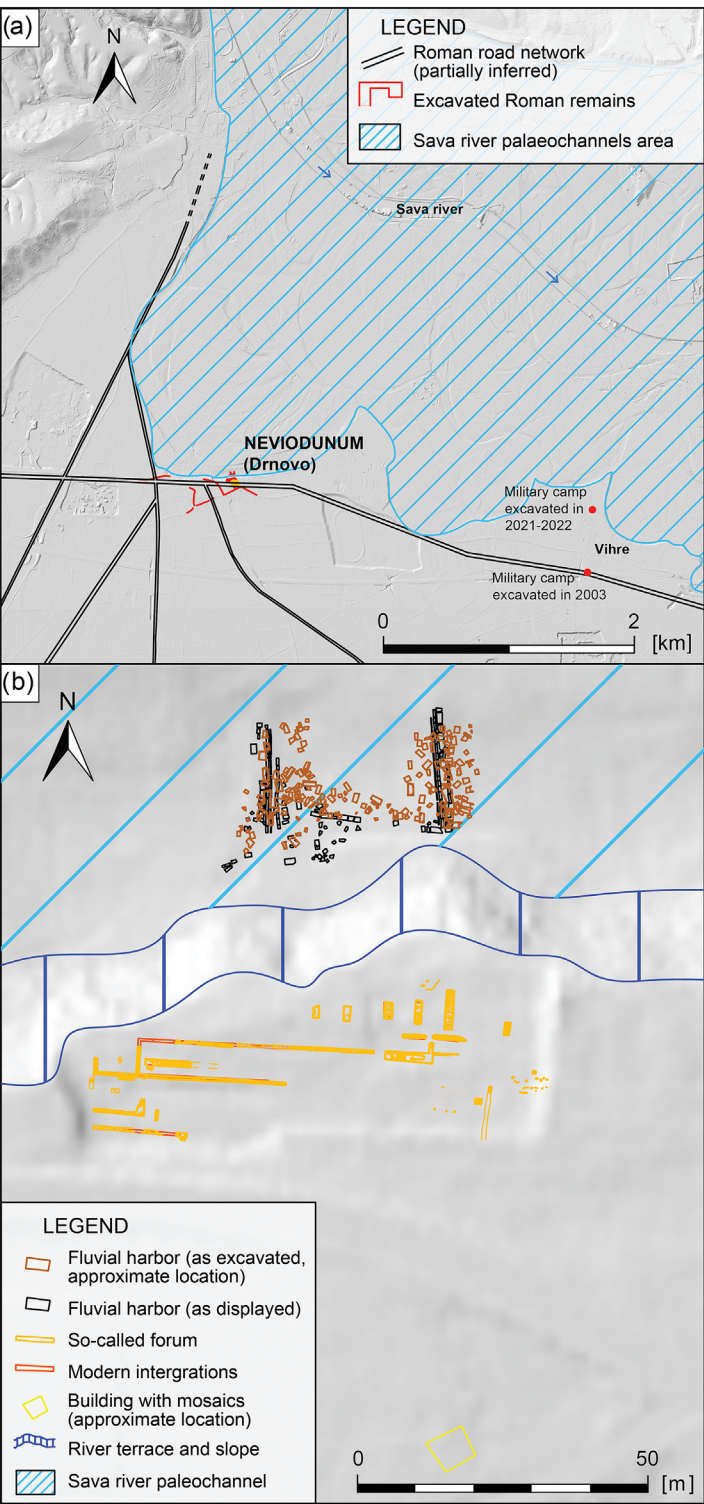 (a)
N
LEGEND
Roman road network
(partially inferred)
Excavated Roman remains
Sava river palaeochannels area
Sava river
NEVIODUNUM
(Drnovo)
Military camp
excavated in
2021-2022
Vihre
Military camp
excavated in 2003
0 2
[km]
(b)
N
LEGEND
Fluvial harbor (as excavated,
approximate location)
Fluvial harbor (as displayed)
So-called forum
Modern intergrations
Building with mosaics
(approximate location)
River terrace and slope
Sava river paleochannel
0 50
[m]